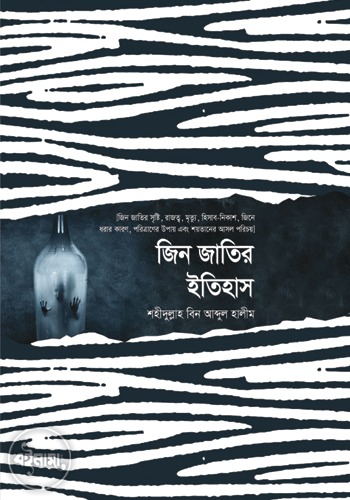 [জিন জাতির সৃষ্টি, রাজত্ব, মৃত্যু, হিসাব-নিকাশ, জিনে
ধরার কারণ, পরিত্রাণের উপায় এবং শয়তানের আসল পরিচয়]
জিন জাতির
ইতিহাস
শহীদুল্লাহ বিন আব্দুল হালীম